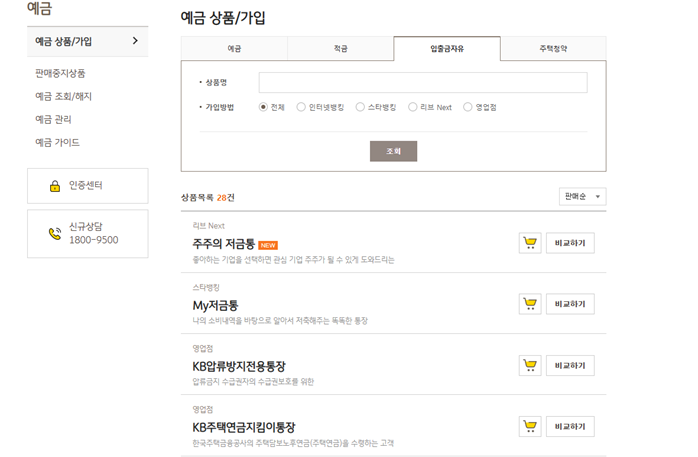 예금
예금 상품/가입
판매중지상품
예금 조회/해지
예금 관리
예금 가이드
인증센터
신규상담
1800-9500
예금 상품/가입
예금 적금 입출금자유 주택청약
상품명
가입방법 전체 인터넷뱅킹 스타뱅킹 리브 Next 영업점
조회
상품목록 28건 판매순
리브 Next
주주의 저금통 NEW
좋아하는 기업을 선택하면 관심 기업 주주가 될 수 있게 도와드리는
비교하기
스타뱅킹
My저금통
나의 소비내역을 바탕으로 알아서 저축해주는 똑똑한 통장
비교하기
영업점
KB압류방지전용통장
압류금지 수급권자의 수급권보호를 위한
비교하기
영업점
KB주택연금지킴이통장
한국주택금융공사의 주택담보노후연금(주택연금)을 수령하는 고객
비교하기